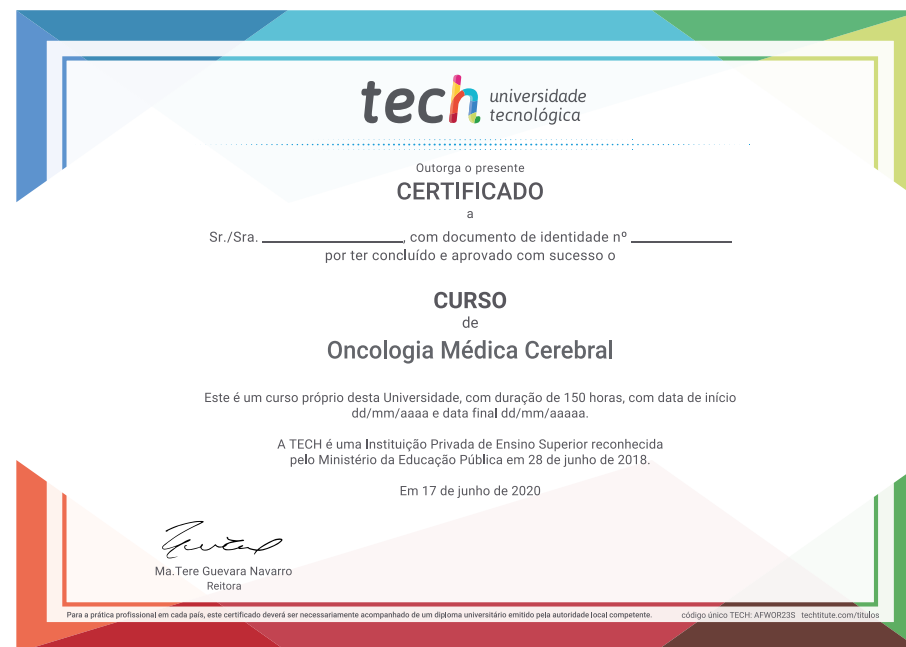 tech universidade
tecnológica
Outorga o presente
CERTIFICADO
a
Sr./Sra. ____________________, com documento de identidade nº ______________
por ter concluído e aprovado com sucesso o
CURSO
de
Oncologia Médica Cerebral
Este é um curso próprio desta Universidade, com duração de 150 horas, com data de início
dd/mm/aaaa e data final dd/mm/aaaaa.
A TECH é uma Instituição Privada de Ensino Superior reconhecida
pelo Ministério da Educação Pública em 28 de junho de 2018.
Em 17 de junho de 2020
Ma.Tere Guevara Navarro
Reitora
Para a prática profissional em cada país, este certificado deverá ser necessariamente acompanhado de um diploma universitário emitido pela autoridade local competente. código único TECH: AFWOR23S techtitute.com/titulos